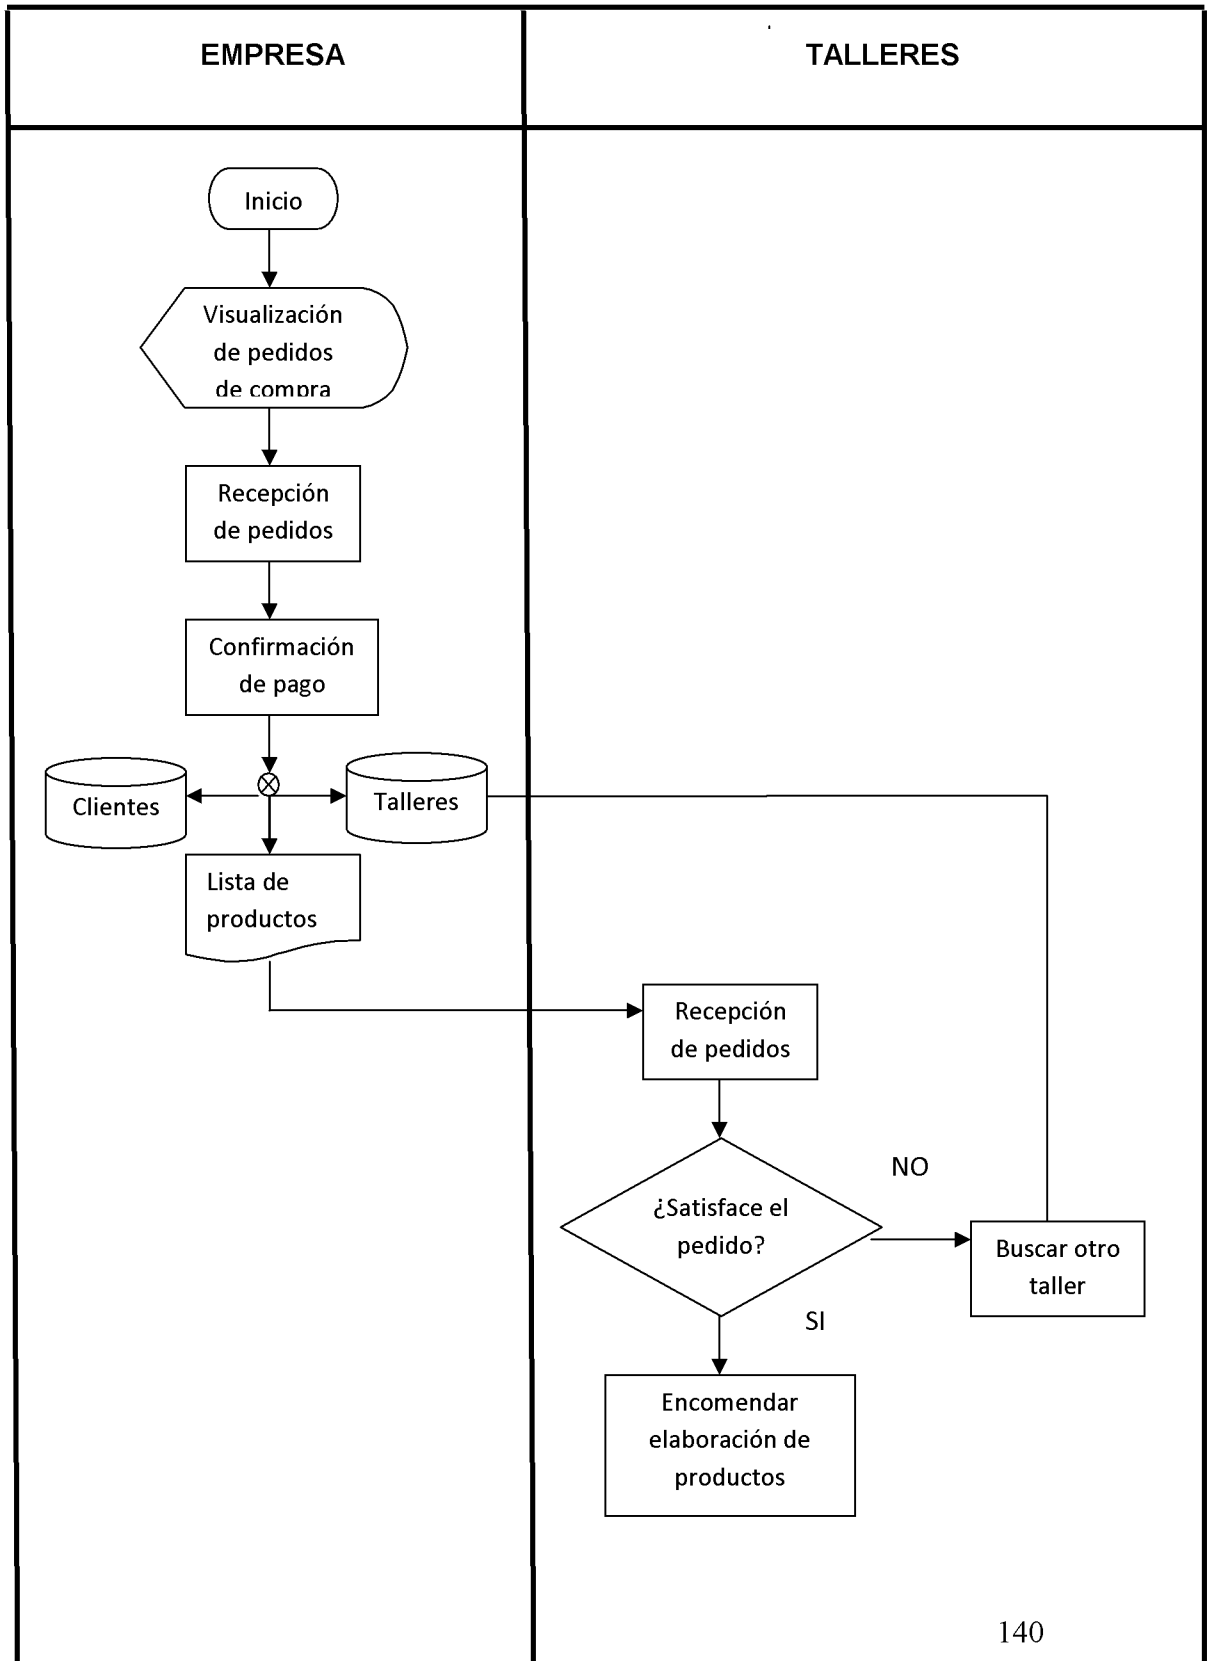 EMPRESA
TALLERES
Inicio
Visualización
de pedidos
de compra
Recepción
de pedidos
Confirmación
de pago
Clientes
Talleres
Lista de
productos
Recepción
de pedidos
NO
¿Satisface el
pedido?
Buscar otro
taller
SI
Encomendar
elaboración de
productos
140